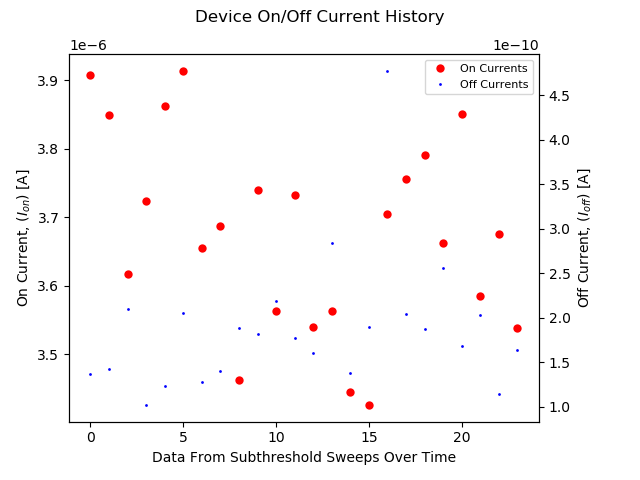 Device On/Off Current History
1e−6
1e−10
On Currents
Off Currents
3.9
3.8
3.7
3.6
3.5
4.5
4.0
3.5
3.0
2.5
2.0
1.5
1.0
On Current, (I_on) [A]
Off Current, (I_off) [A]
0 5 10 15 20
Data From Subthreshold Sweeps Over Time